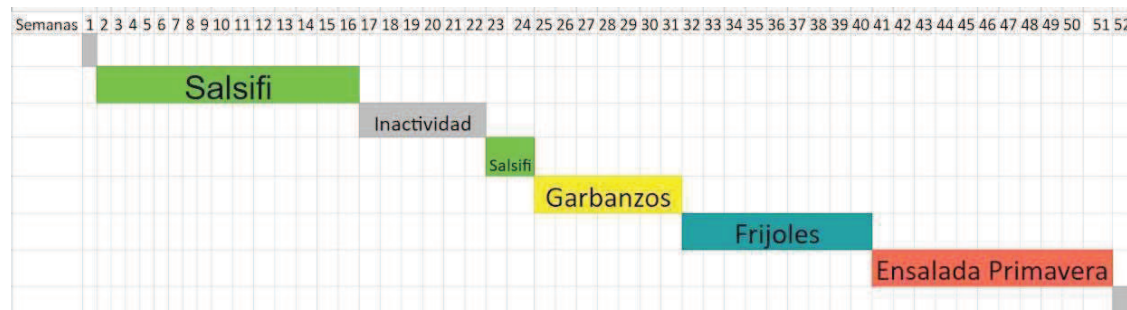 Semanas 1 2 3 4 5 6 7 8 9 10 11 12 13 14 15 16 17 18 19 20 21 22 23 24 25 26 27 28 29 30 31 32 33 34 35 36 37 38 39 40 41 42 43 44 45 46 47 48 49 50 51 52
Salsifi
Inactividad
Salsifi
Garbanzos
Frijoles
Ensalada Primavera